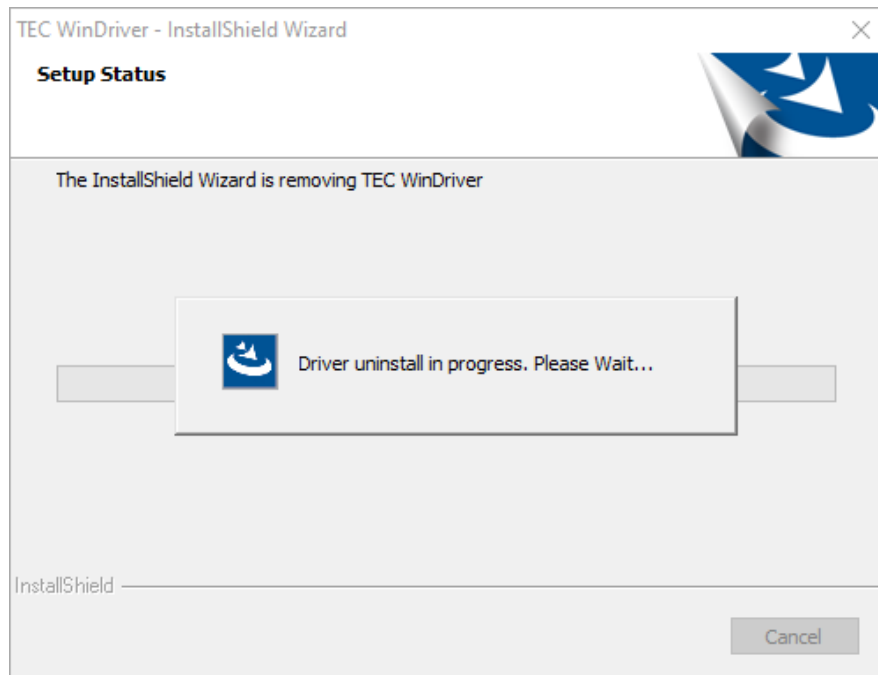 TEC WinDriver - InstallShield Wizard
Setup Status
The InstallShield Wizard is removing TEC WinDriver
Driver uninstall in progress. Please Wait...
InstallShield
Cancel